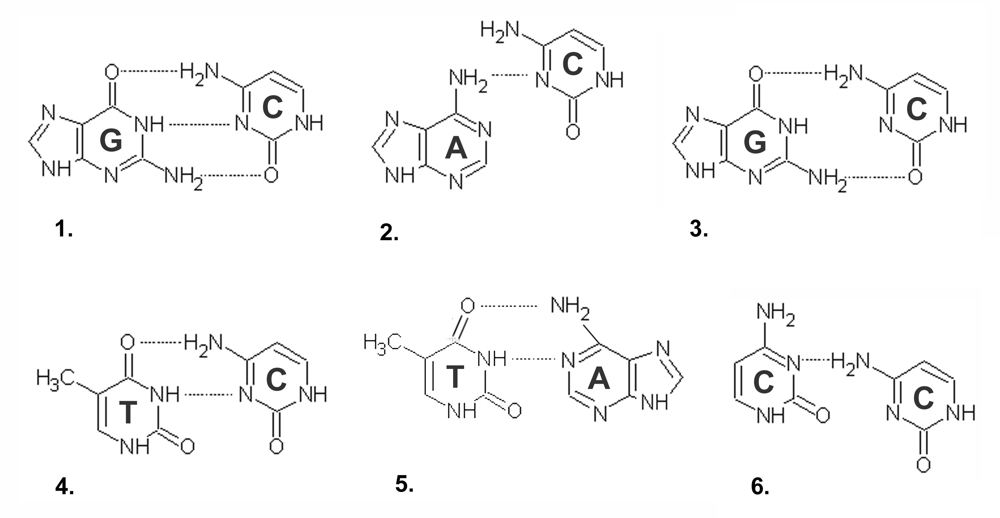 O H₂N
N NH N C NH
G
NH N NH₂ O
1.
H₂N
C
NH₂ N NH
N N O
A
NH N
2.
O H₂N
N NH N C NH
G
NH N NH₂ O
3.
O H₂N
H₃C NH N C NH
T
NH O O
4.
O NH₂
H₃C NH N N
T A
NH O N NH
5.
NH₂
N H₂N
C C
NH O N NH
O
6.